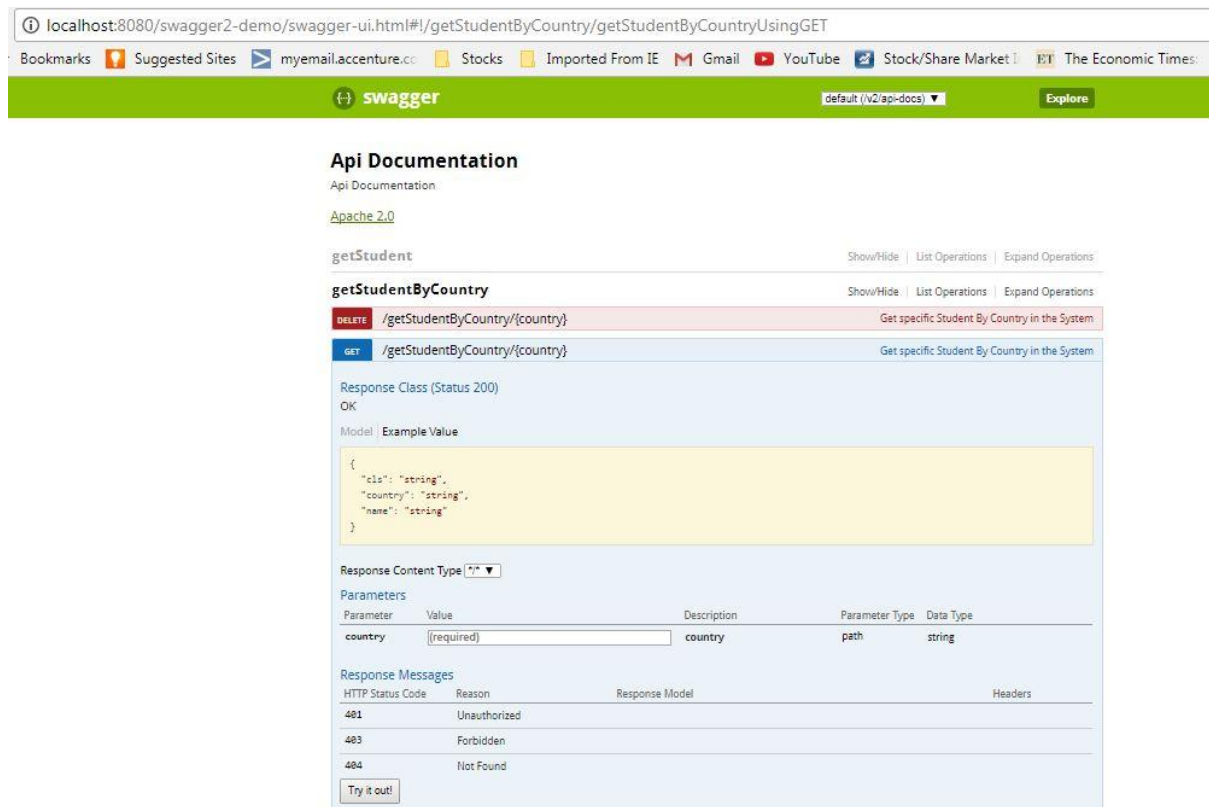 localhost:8080/swagger2-demo/swagger-ui.html#!/getStudentByCountry/getStudentByCountryUsingGET
Bookmarks Suggested Sites myemail.accenture.co Stocks Imported From IE Gmail YouTube Stock/Share Market I ET The Economic Times:
swagger default (/v2/api-docs) ▼ Explore
Api Documentation
Api Documentation
Apache 2.0
getStudent Show/Hide | List Operations | Expand Operations
getStudentByCountry Show/Hide | List Operations | Expand Operations
DELETE /getStudentByCountry/{country} Get specific Student By Country in the System
GET /getStudentByCountry/{country} Get specific Student By Country in the System
Response Class (Status 200)
OK
Model Example Value
{
"cls": "string",
"country": "string",
"name": "string"
}
Response Content Type */* ▼
Parameters
Parameter Value Description Parameter Type Data Type
country (required) country path string
Response Messages
HTTP Status Code Reason Response Model Headers
401 Unauthorized
403 Forbidden
404 Not Found
Try it out!